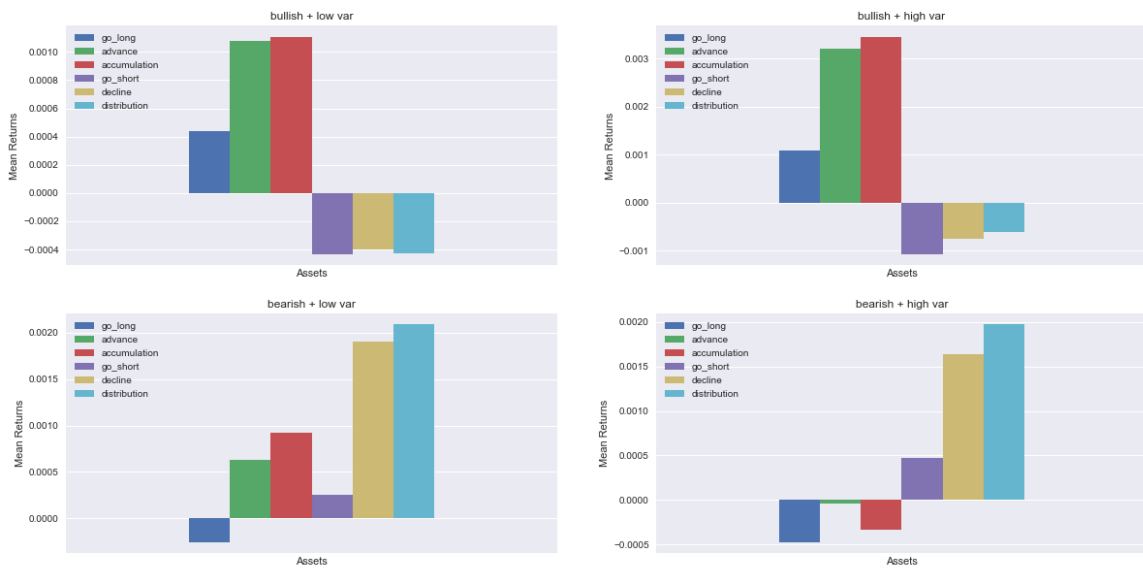 bullish + low var
go_long
advance
accumulation
go_short
decline
distribution
0.0010
0.0008
0.0006
0.0004
0.0002
0.0000
−0.0002
−0.0004
Mean Returns
Assets
bullish + high var
go_long
advance
accumulation
go_short
decline
distribution
0.003
0.002
0.001
0.000
−0.001
Mean Returns
Assets
bearish + low var
go_long
advance
accumulation
go_short
decline
distribution
0.0020
0.0015
0.0010
0.0005
0.0000
Mean Returns
Assets
bearish + high var
go_long
advance
accumulation
go_short
decline
distribution
0.0020
0.0015
0.0010
0.0005
0.0000
−0.0005
Mean Returns
Assets